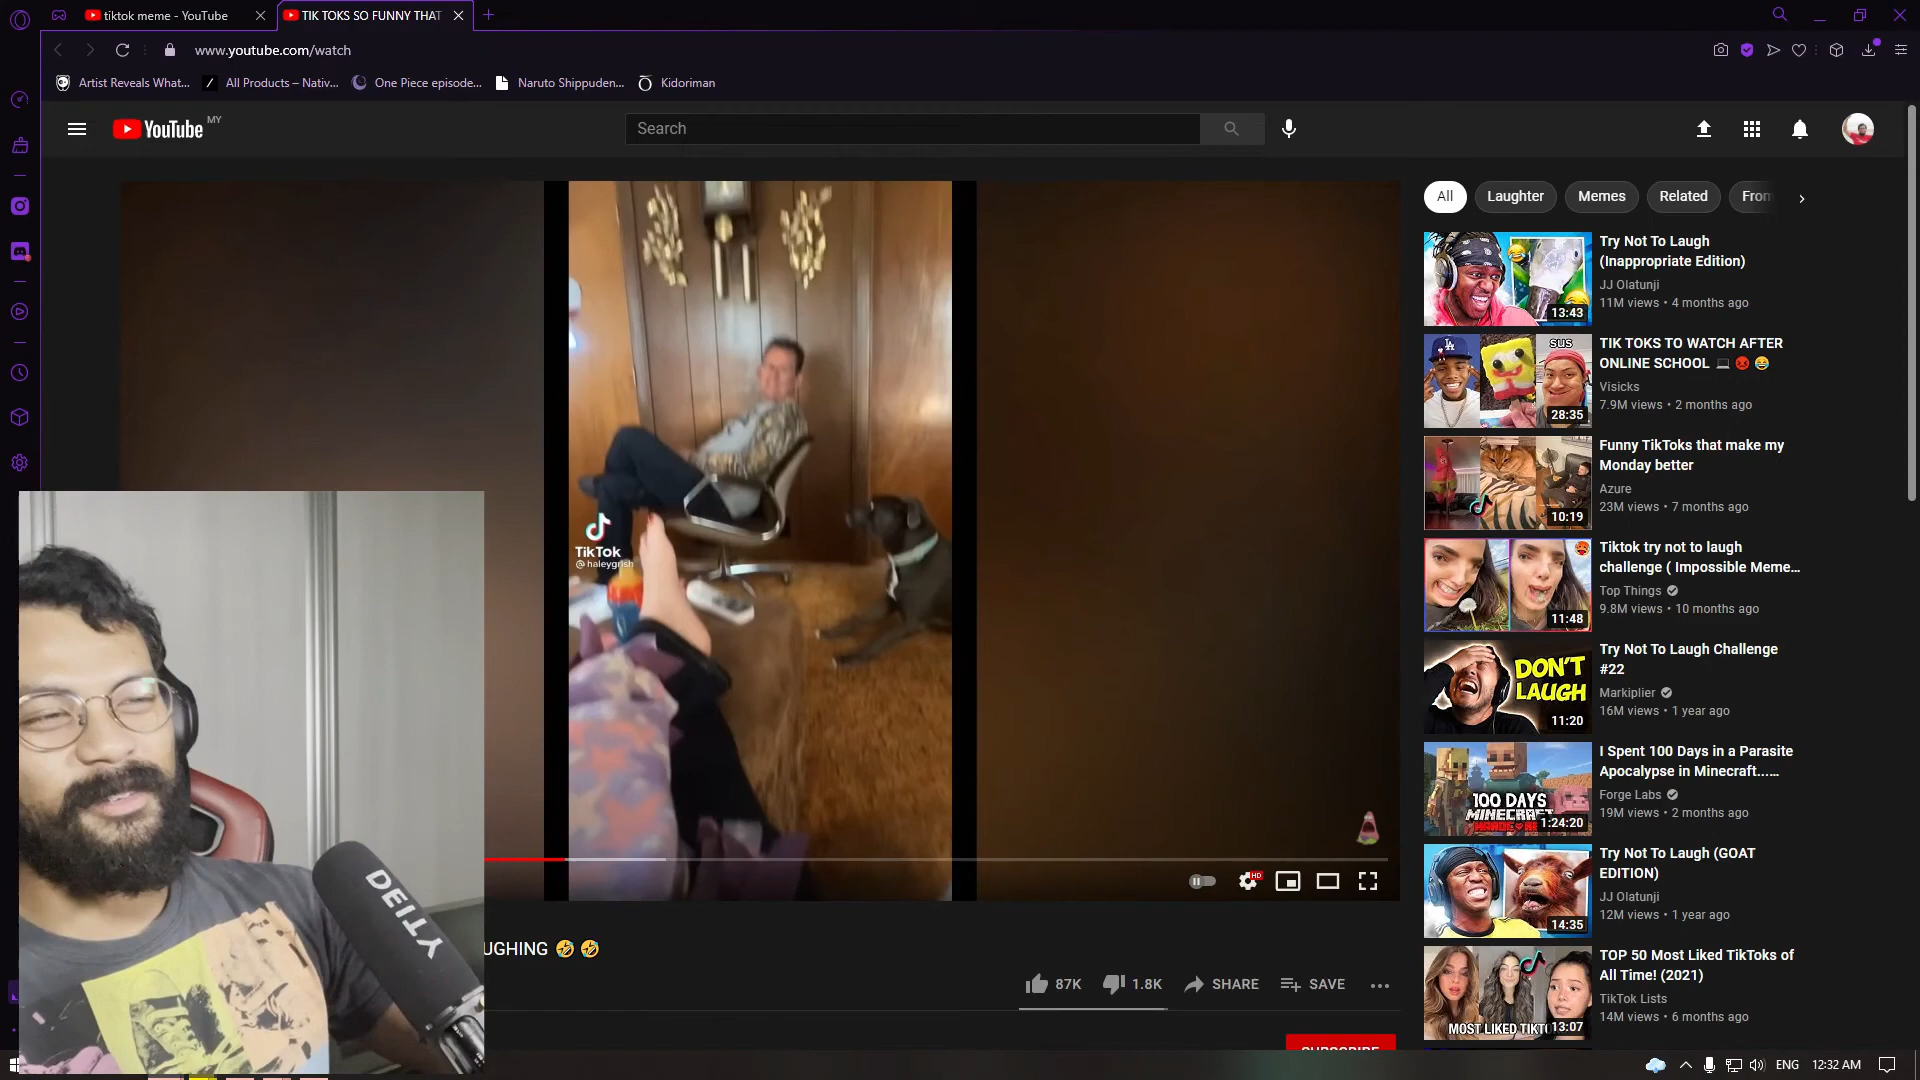 tiktok meme - YouTube
TIK TOKS SO FUNNY THAT
www.youtube.com/watch
Artist Reveals What...
All Products – Nativ...
One Piece episode...
Naruto Shippuden...
Kidoriman
YouTube MY
Search
All
Laughter
Memes
Related
From
Try Not To Laugh
(Inappropriate Edition)
JJ Olatunji
11M views • 4 months ago
13:43
TIK TOKS TO WATCH AFTER
ONLINE SCHOOL 💻 😡 😂
Visicks
7.9M views • 2 months ago
SUS
28:35
Funny TikToks that make my
Monday better
Azure
23M views • 7 months ago
10:19
Tiktok try not to laugh
challenge ( Impossible Meme...
Top Things
9.8M views • 10 months ago
11:48
Try Not To Laugh Challenge
#22
Markiplier
16M views • 1 year ago
DON'T
LAUGH
11:20
I Spent 100 Days in a Parasite
Apocalypse in Minecraft......
Forge Labs
19M views • 2 months ago
100 DAYS
MINECRAFT
1:24:20
Try Not To Laugh (GOAT
EDITION)
JJ Olatunji
12M views • 1 year ago
14:35
TOP 50 Most Liked TikToks of
All Time! (2021)
TikTok Lists
14M views • 6 months ago
MOST LIKED TIKTO
13:07
TikTok
@haleygrish
HD
DEITY
UGHING 🤣 🤣
87K
1.8K
SHARE
SAVE
SUBSCRIBE
ENG
12:32 AM